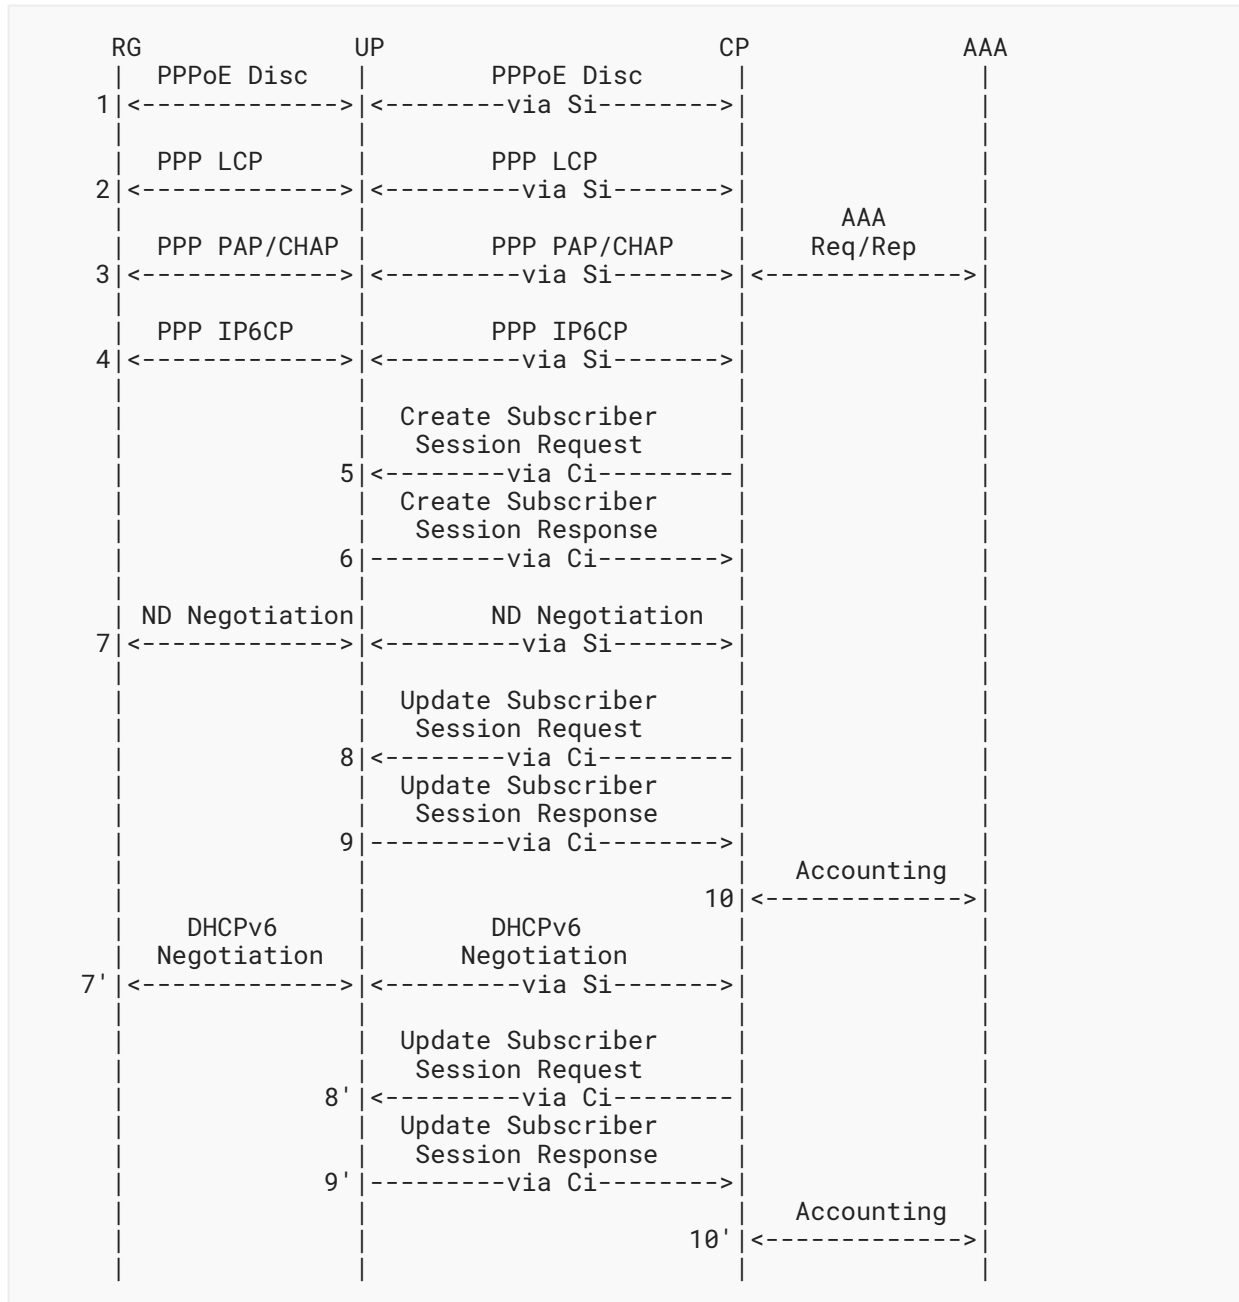 RG UP CP AAA
PPPoE Disc PPPoE Disc
1|<------------->|<--------via Si-------->|
PPP LCP PPP LCP
2|<------------->|<---------via Si------->|
AAA
PPP PAP/CHAP PPP PAP/CHAP Req/Rep
3|<------------->|<---------via Si------->|<------------->|
PPP IP6CP PPP IP6CP
4|<------------->|<---------via Si------->|
Create Subscriber
Session Request
5|<--------via Ci---------|
Create Subscriber
Session Response
6|---------via Ci-------->|
ND Negotiation ND Negotiation
7|<------------->|<---------via Si------->|
Update Subscriber
Session Request
8|<--------via Ci---------|
Update Subscriber
Session Response
9|---------via Ci-------->|
Accounting
10|<------------->|
DHCPv6 DHCPv6
Negotiation Negotiation
7'|<------------->|<---------via Si------->|
Update Subscriber
Session Request
8'|<---------via Ci--------|
Update Subscriber
Session Response
9'|---------via Ci-------->|
Accounting
10'|<------------->|